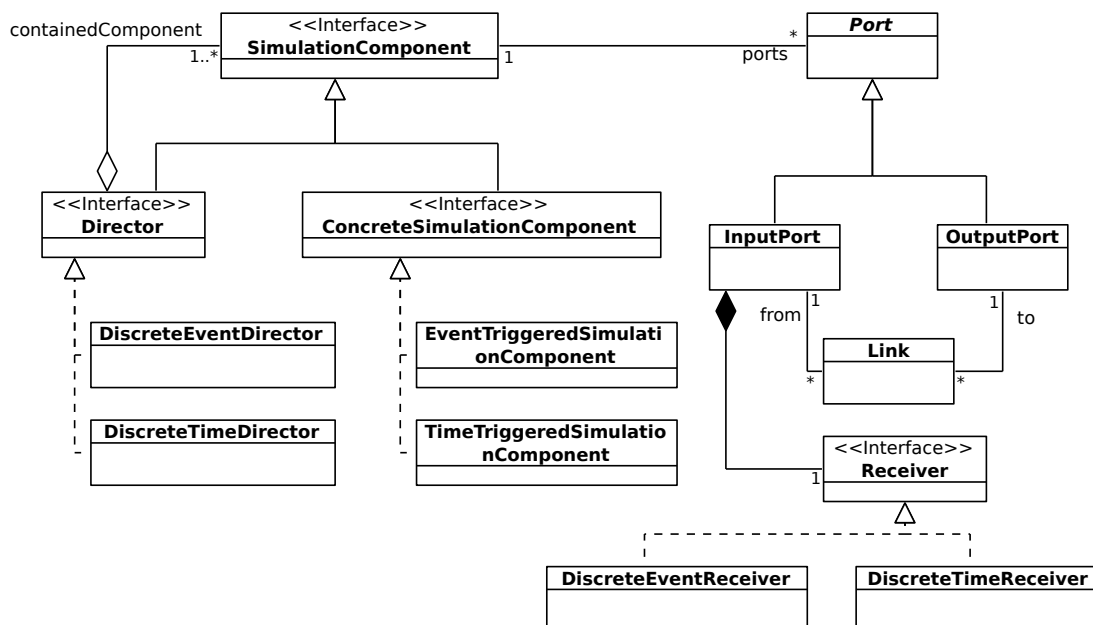 containedComponent
<<Interface>>
SimulationComponent
1..*
1
*
ports
Port
<<Interface>>
Director
<<Interface>>
ConcreteSimulationComponent
InputPort
OutputPort
1
from
1
to
DiscreteEventDirector
EventTriggeredSimulati
onComponent
Link
*
*
DiscreteTimeDirector
TimeTriggeredSimulatio
nComponent
<<Interface>>
Receiver
1
DiscreteEventReceiver
DiscreteTimeReceiver